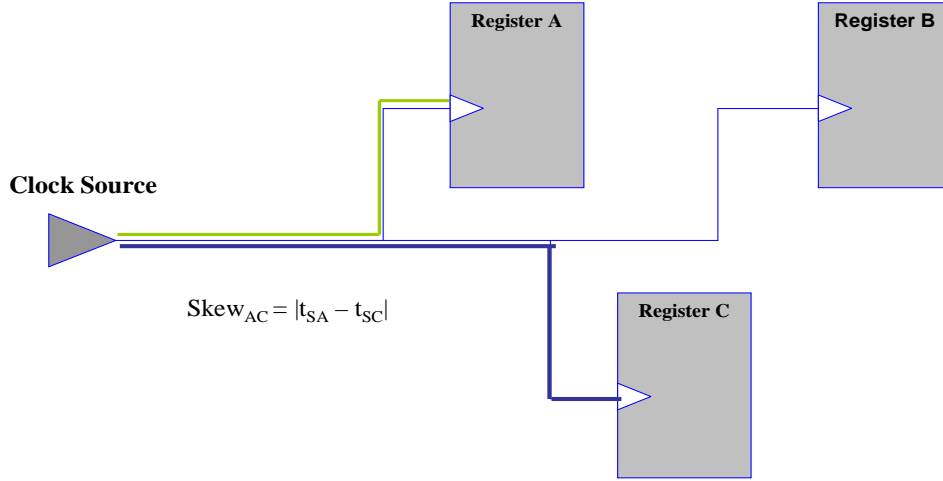 Register A
Register B
Clock Source
Skew_AC = |t_SA – t_SC|
Register C